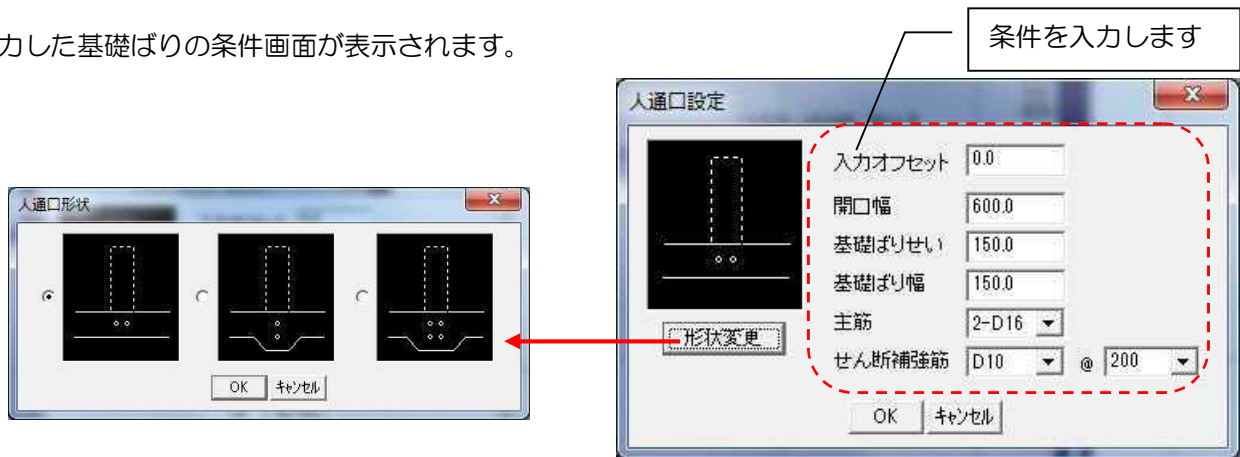 条件を入力します
力した基礎ばりの条件画面が表示されます。
人通口設定
入力オフセット 0.0
開口幅 600.0
基礎ばりせい 150.0
基礎ばり幅 150.0
主筋 2-D16
せん断補強筋 D10 @ 200
形状変更
OK キャンセル
人通口形状
OK キャンセル